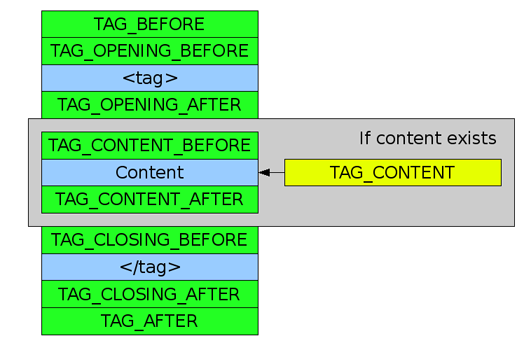 TAG_BEFORE
TAG_OPENING_BEFORE
<tag>
TAG_OPENING_AFTER
If content exists
TAG_CONTENT_BEFORE
Content
TAG_CONTENT
TAG_CONTENT_AFTER
TAG_CLOSING_BEFORE
</tag>
TAG_CLOSING_AFTER
TAG_AFTER